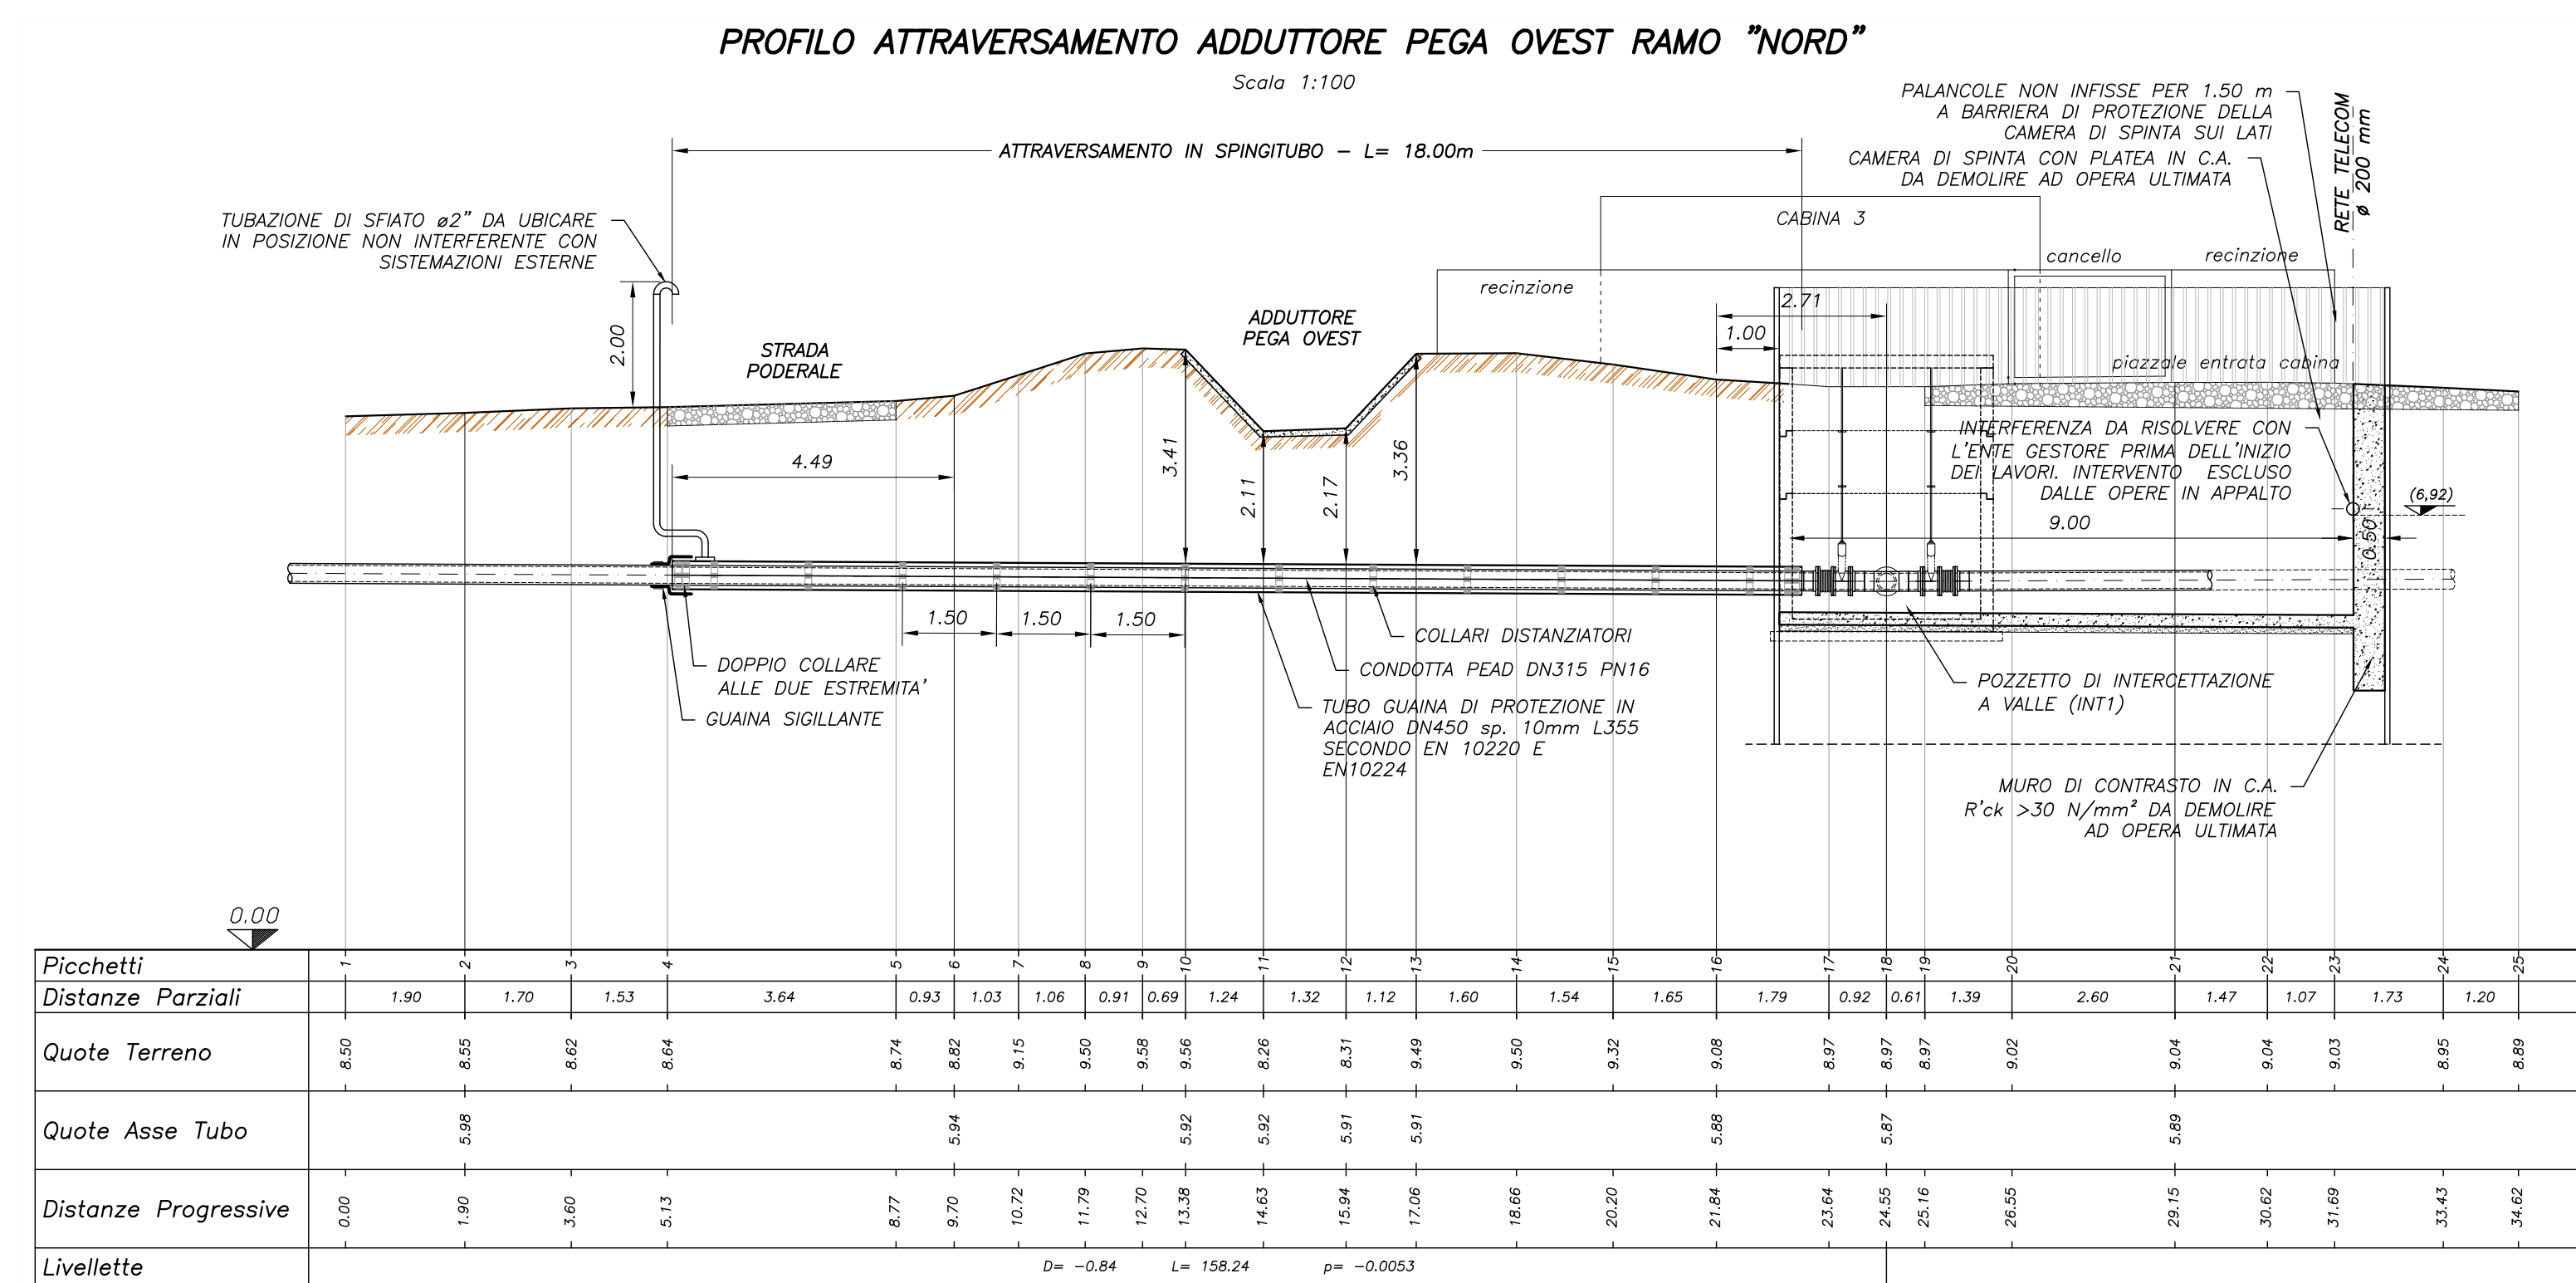 PROFILO ATTRAVERSAMENTO ADDUTTORE PEGA OVEST RAMO "NORD"
Scala 1:100
PALANCOLE NON INFISSE PER 1.50 m
A BARRIERA DI PROTEZIONE DELLA
CAMERA DI SPINTA SUI LATI
CAMERA DI SPINTA CON PLATEA IN C.A.
DA DEMOLIRE AD OPERA ULTIMATA
RETE TELECOM
ø 200 mm
ATTRAVERSAMENTO IN SPINGITUBO - L= 18.00m
TUBAZIONE DI SFIATO ø2" DA UBICARE
IN POSIZIONE NON INTERFERENTE CON
SISTEMAZIONI ESTERNE
CABINA 3
cancello
recinzione
recinzione
2.71
1.00
2.00
STRADA
PODERALE
ADDUTTORE
PEGA OVEST
piazzale entrata cabina
4.49
3.41
2.11
2.17
3.36
INTERFERENZA DA RISOLVERE CON
L'ENTE GESTORE PRIMA DELL'INIZIO
DEI LAVORI. INTERVENTO ESCLUSO
DALLE OPERE IN APPALTO
(6,92)
9.00
0.50
1.50
1.50
1.50
COLLARI DISTANZIATORI
DOPPIO COLLARE
ALLE DUE ESTREMITA'
GUAINA SIGILLANTE
CONDOTTA PEAD DN315 PN16
TUBO GUAINA DI PROTEZIONE IN
ACCIAIO DN450 sp. 10mm L355
SECONDO EN 10220 E
EN10224
POZZETTO DI INTERCETTAZIONE
A VALLE (INT1)
MURO DI CONTRASTO IN C.A.
R'ck >30 N/mm² DA DEMOLIRE
AD OPERA ULTIMATA
0.00
Picchetti 1 2 3 4 5 6 7 8 9 10 11 12 13 14 15 16 17 18 19 20 21 22 23 24 25
Distanze Parziali 1.90 1.70 1.53 3.64 0.93 1.03 1.06 0.91 0.69 1.24 1.32 1.12 1.60 1.54 1.65 1.79 0.92 0.61 1.39 2.60 1.47 1.07 1.73 1.20
Quote Terreno 8.50 8.55 8.62 8.64 8.74 8.82 9.15 9.50 9.58 9.56 8.26 8.31 9.49 9.50 9.32 9.08 8.97 8.97 8.97 9.02 9.04 9.04 9.03 8.95 8.89
Quote Asse Tubo 5.98 5.94 5.92 5.92 5.91 5.91 5.88 5.87 5.89
Distanze Progressive 0.00 1.90 3.60 5.13 8.77 9.70 10.72 11.79 12.70 13.38 14.63 15.94 17.06 18.66 20.20 21.84 23.64 24.55 25.16 26.55 29.15 30.62 31.69 33.43 34.62
Livellette D= -0.84 L= 158.24 p= -0.0053